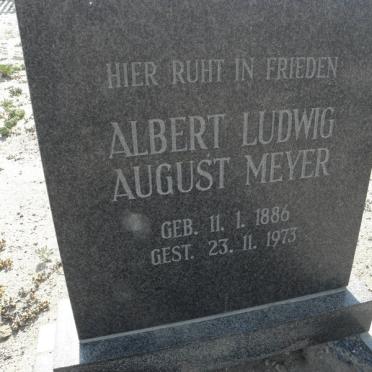 HIER RUHT IN FRIEDEN
ALBERT LUDWIG
AUGUST MEYER
GEB. 11. 1. 1886
GEST. 23. 11. 1973